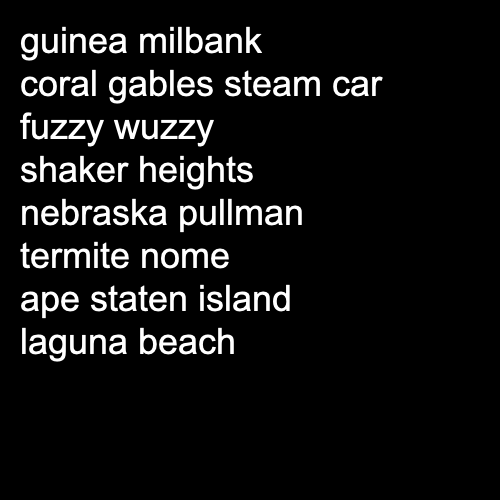 guinea milbank
coral gables steam car
fuzzy wuzzy
shaker heights
nebraska pullman
termite nome
ape staten island
laguna beach